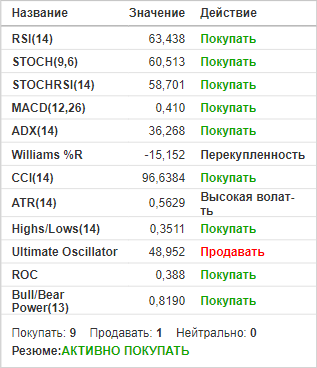 Название Значение Действие
RSI(14) 63,438 Покупать
STOCH(9,6) 60,513 Покупать
STOCHRSI(14) 58,701 Покупать
MACD(12,26) 0,410 Покупать
ADX(14) 36,268 Покупать
Williams %R -15,152 Перекупленность
CCI(14) 96,6384 Покупать
ATR(14) 0,5629 Высокая волат-
ть
Highs/Lows(14) 0,3511 Покупать
Ultimate Oscillator 48,952 Продавать
ROC 0,388 Покупать
Bull/Bear
Power(13) 0,8190 Покупать
Покупать: 9 Продавать: 1 Нейтрально: 0
Резюме:АКТИВНО ПОКУПАТЬ